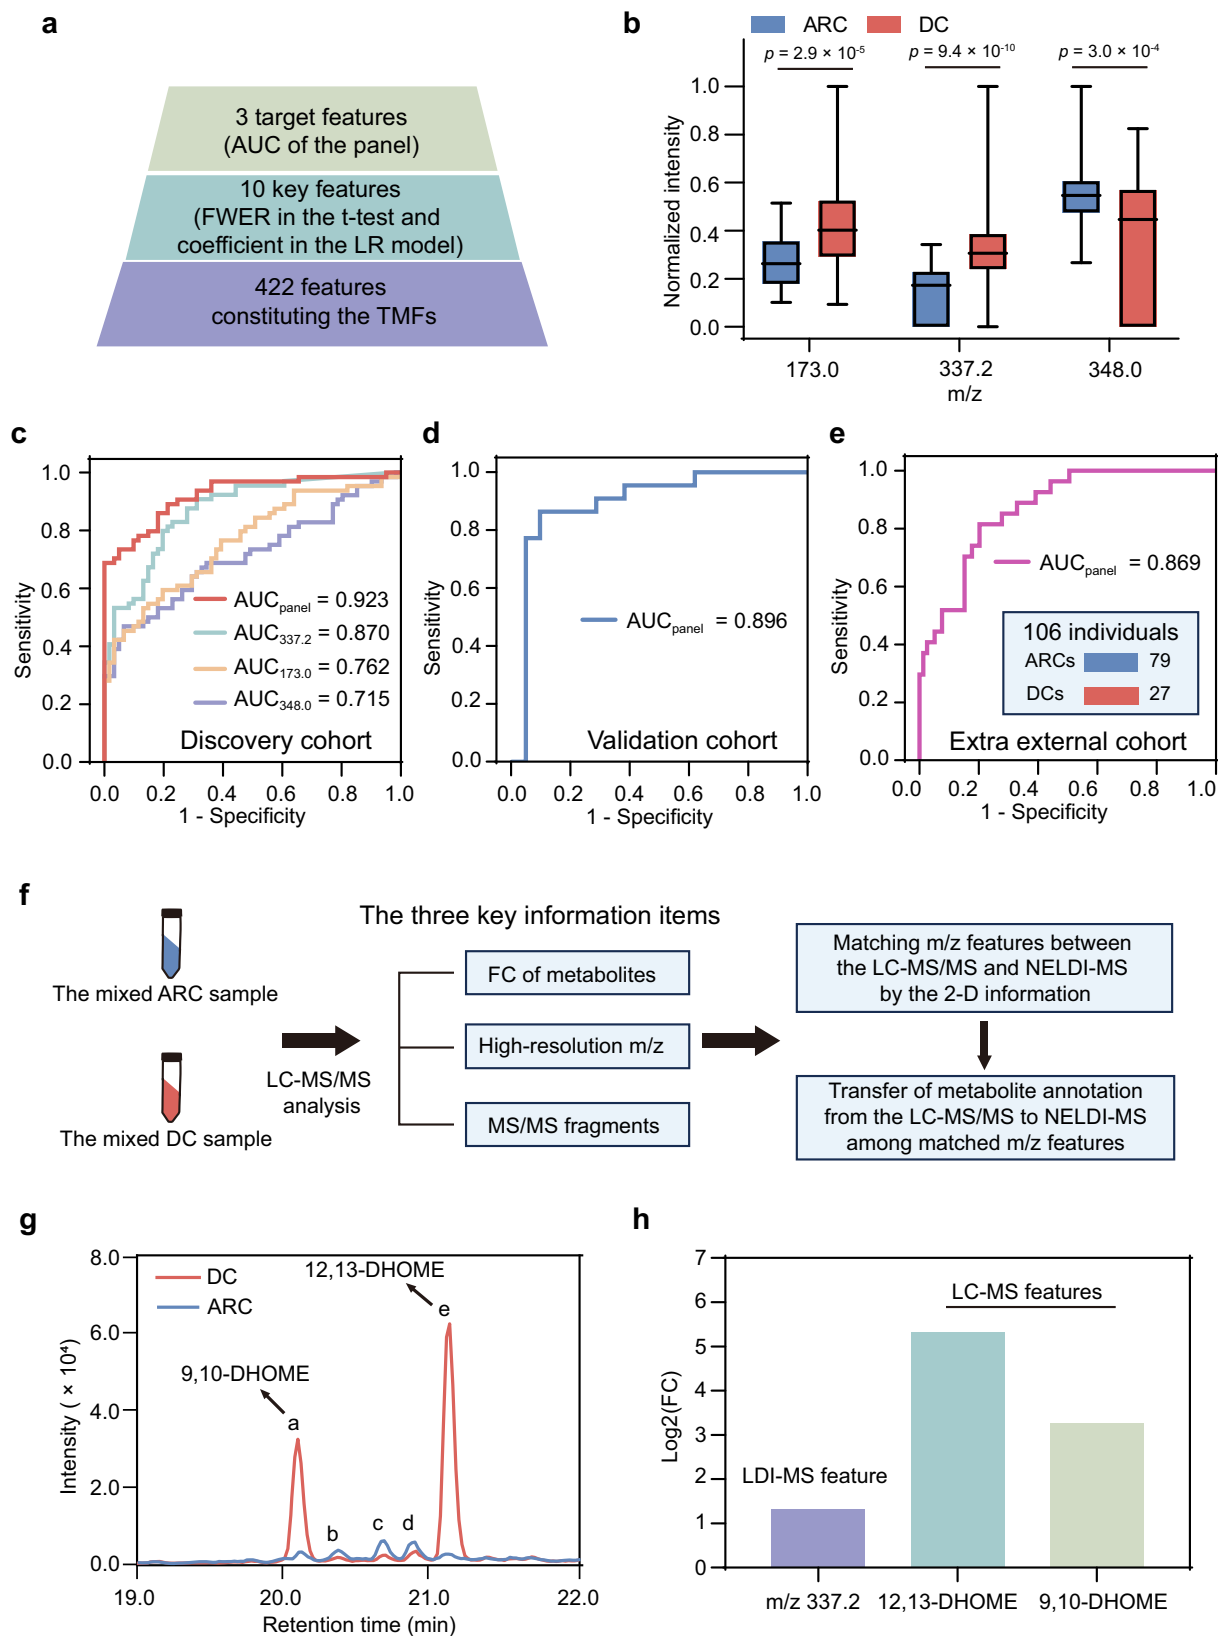 a
3 target features
(AUC of the panel)
10 key features
(FWER in the t-test and
coefficient in the LR model)
422 features
constituting the TMFs
b
ARC
DC
p = 2.9 × 10⁻⁵
p = 9.4 × 10⁻¹⁰
p = 3.0 × 10⁻⁴
Normalized intensity
1.0
0.8
0.6
0.4
0.2
0.0
173.0
337.2
348.0
m/z
c
Sensitivity
1.0
0.8
0.6
0.4
0.2
0.0
AUCpanel = 0.923
AUC337.2 = 0.870
AUC173.0 = 0.762
AUC348.0 = 0.715
Discovery cohort
0.0 0.2 0.4 0.6 0.8 1.0
1 - Specificity
d
Sensitivity
1.0
0.8
0.6
0.4
0.2
0.0
AUCpanel = 0.896
Validation cohort
0.0 0.2 0.4 0.6 0.8 1.0
1 - Specificity
e
Sensitivity
1.0
0.8
0.6
0.4
0.2
0.0
AUCpanel = 0.869
106 individuals
ARCs 79
DCs 27
Extra external cohort
0.0 0.2 0.4 0.6 0.8 1.0
1 - Specificity
f
The mixed ARC sample
The mixed DC sample
LC-MS/MS
analysis
The three key information items
FC of metabolites
High-resolution m/z
MS/MS fragments
Matching m/z features between
the LC-MS/MS and NELDI-MS
by the 2-D information
Transfer of metabolite annotation
from the LC-MS/MS to NELDI-MS
among matched m/z features
g
Intensity ( × 10⁴)
8.0
6.0
4.0
2.0
0.0
DC
ARC
12,13-DHOME
9,10-DHOME
a
b
c
d
e
19.0 20.0 21.0 22.0
Retention time (min)
h
Log2(FC)
7
6
5
4
3
2
1
0
LC-MS features
LDI-MS feature
m/z 337.2 12,13-DHOME 9,10-DHOME